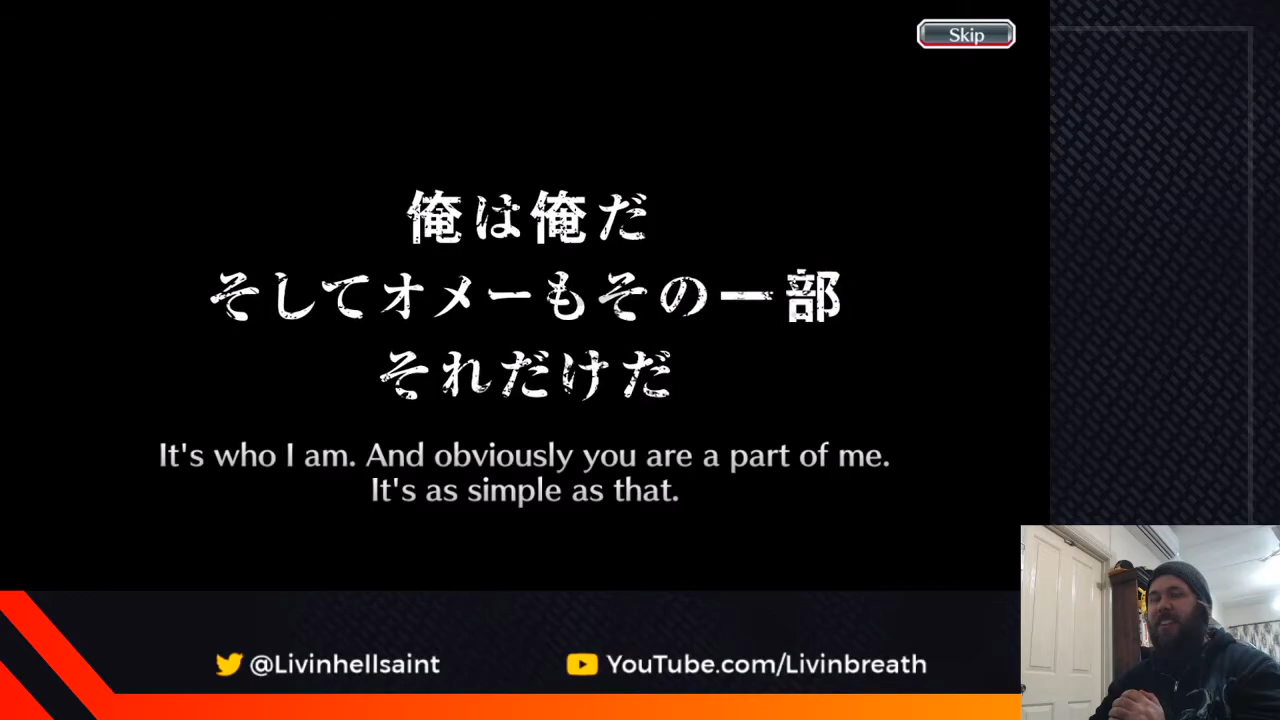 Skip
俺は俺だ
そしてオメーもその一部
それだけだ
It's who I am. And obviously you are a part of me.
It's as simple as that.
@Livinhellsaint
YouTube.com/Livinbreath